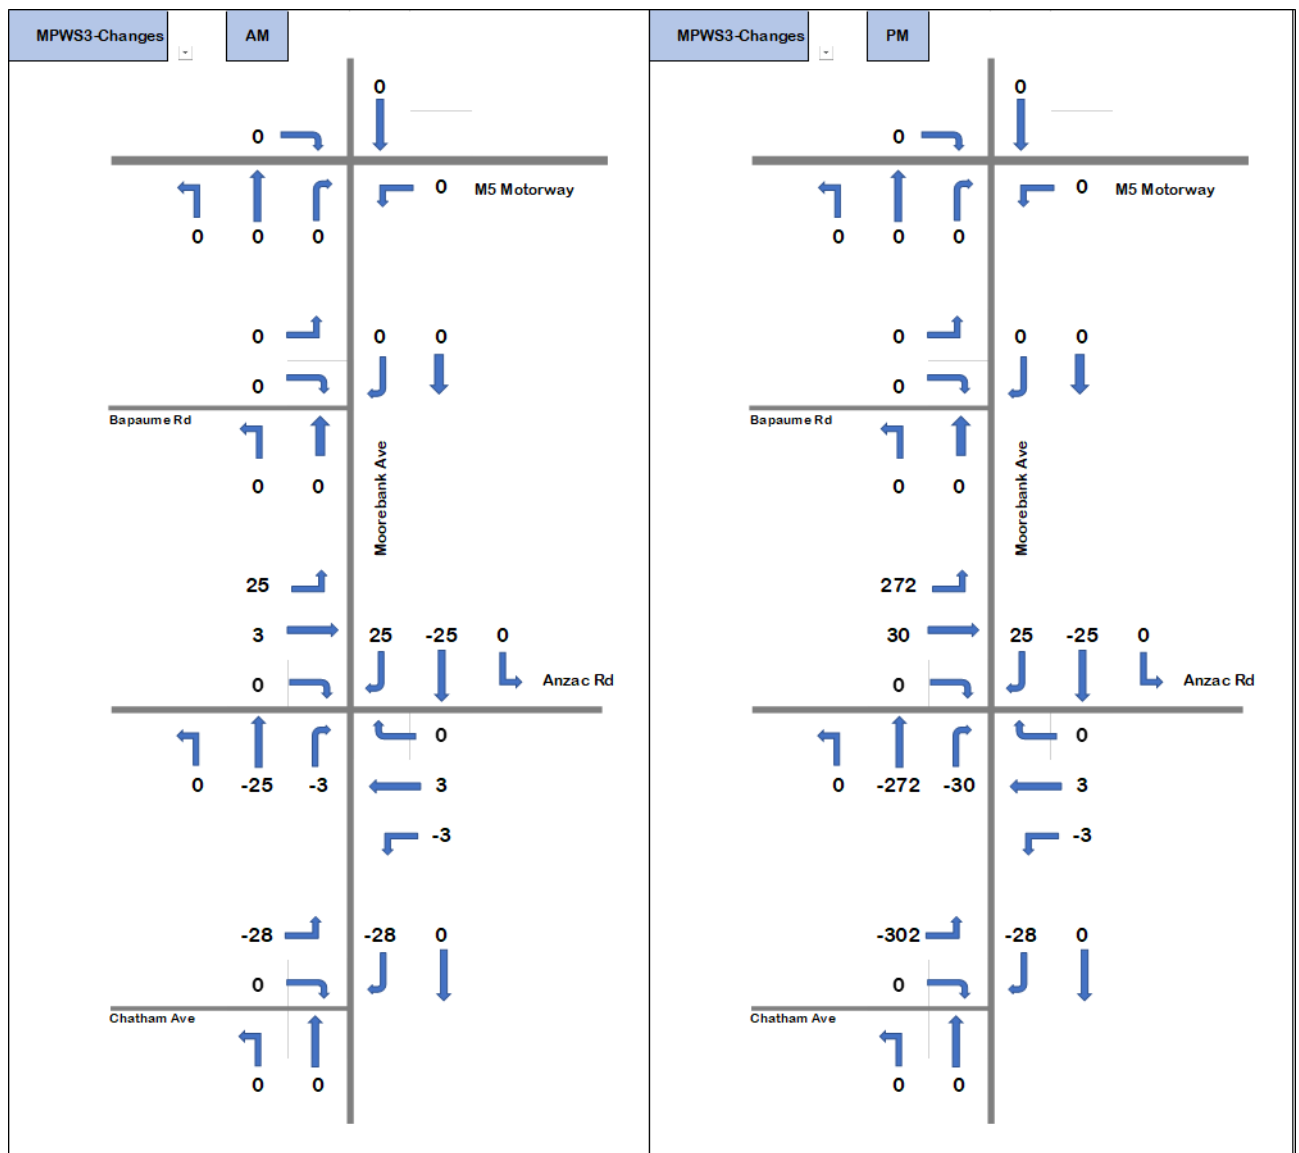 MPWS3-Changes AM
0
0
0 M5 Motorway
0 0 0
0 0 0
0
Bapaume Rd
Moorebank Ave
0 0
25
3 25 -25 0
0 Anzac Rd
0
0 -25 -3 3
-3
-28 -28 0
0
Chatham Ave
0 0
MPWS3-Changes PM
0
0
0 M5 Motorway
0 0 0
0 0 0
0
Bapaume Rd
Moorebank Ave
0 0
272
30 25 -25 0
0 Anzac Rd
0
0 -272 -30 3
-3
-302 -28 0
0
Chatham Ave
0 0